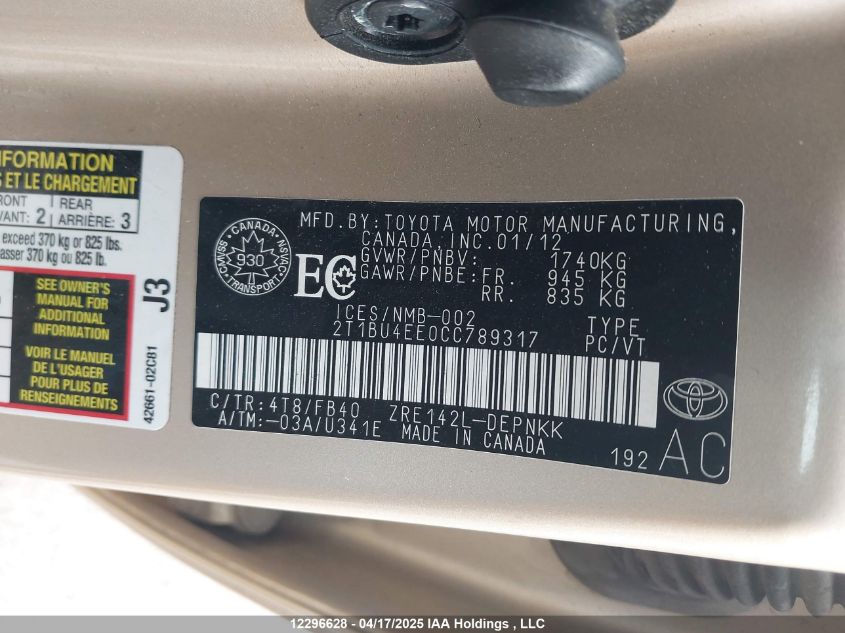 FORMATION
S ET LE CHARGEMENT
FRONT REAR
VANT: 2 ARRIÈRE: 3
exceed 370 kg or 825 lbs.
asser 370 kg ou 825 lb.
SEE OWNER'S
MANUAL FOR
ADDITIONAL
INFORMATION
VOIR LE MANUEL
DE L'USAGER
POUR PLUS DE
RENSEIGNEMENTS
J3
42661-02C81
CANADA
930
TRANSPORT
EC
MFD.BY:TOYOTA MOTOR MANUFACTURING,
CANADA, INC.01/12
GVWR/PNBV: 1740KG
GAWR/PNBE:FR. 945 KG
RR. 835 KG
ICES/NMB-002
2T1BU4EE0CC789317
TYPE
PC/VT
C/TR:4T8/FB40 ZRE142L-DEPNKK
A/TM:-03A/U341E MADE IN CANADA
192 AC
12296628 - 04/17/2025 IAA Holdings , LLC